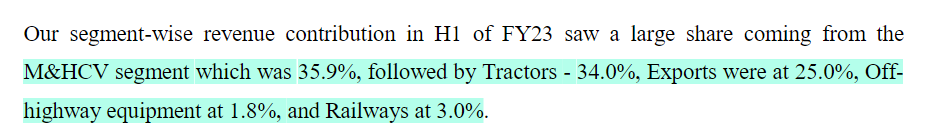 Our segment-wise revenue contribution in H1 of FY23 saw a large share coming from the
M&HCV segment which was 35.9%, followed by Tractors - 34.0%, Exports were at 25.0%, Off-
highway equipment at 1.8%, and Railways at 3.0%.